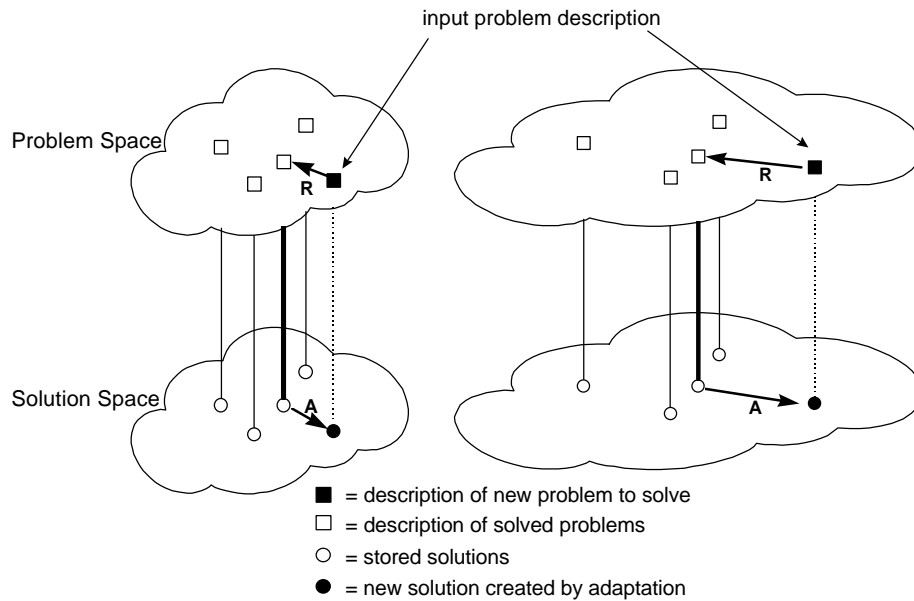 input problem description
Problem Space
R
R
Solution Space
A
A
= description of new problem to solve
= description of solved problems
= stored solutions
= new solution created by adaptation